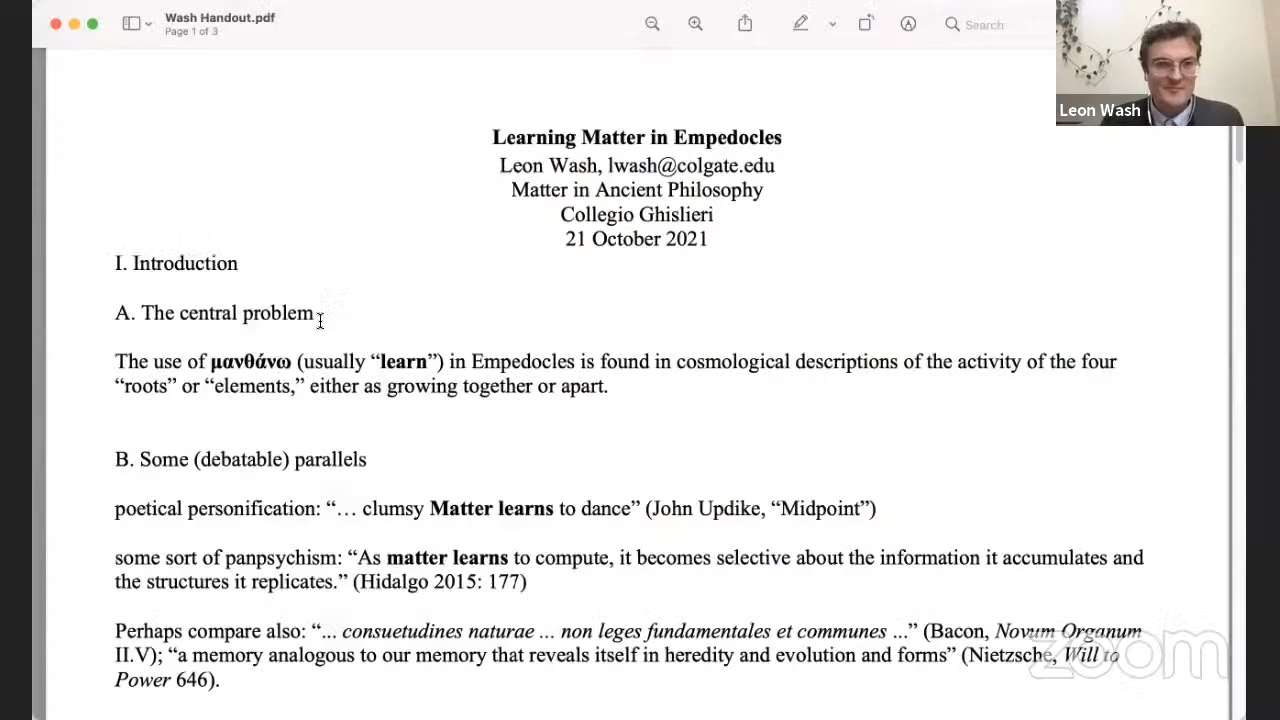 Wash Handout.pdf
Page 1 of 3
Search
Leon Wash
Learning Matter in Empedocles
Leon Wash, lwash@colgate.edu
Matter in Ancient Philosophy
Collegio Ghislieri
21 October 2021
I. Introduction
A. The central problem
The use of μανθάνω (usually “learn”) in Empedocles is found in cosmological descriptions of the activity of the four
“roots” or “elements,” either as growing together or apart.
B. Some (debatable) parallels
poetical personification: “… clumsy Matter learns to dance” (John Updike, “Midpoint”)
some sort of panpsychism: “As matter learns to compute, it becomes selective about the information it accumulates and
the structures it replicates.” (Hidalgo 2015: 177)
Perhaps compare also: “... consuetudines naturae ... non leges fundamentales et communes ...” (Bacon, Novum Organum
II.V); “a memory analogous to our memory that reveals itself in heredity and evolution and forms” (Nietzsche, Will to
Power 646).
zoom